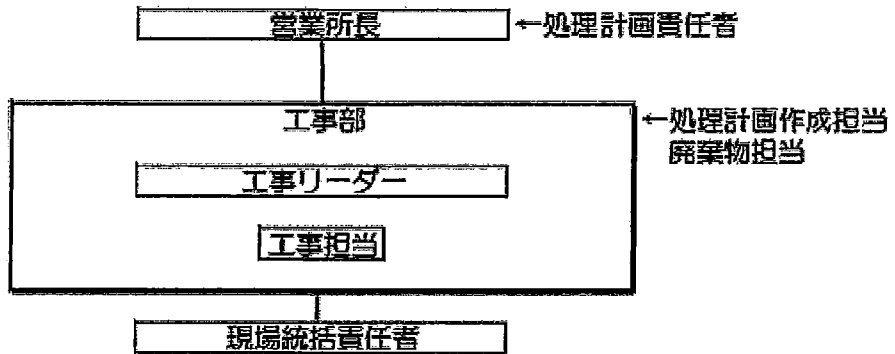 営業所長
←処理計画責任者
工事部
←処理計画作成担当
廃棄物担当
工事リーダー
工事担当
現場統括責任者